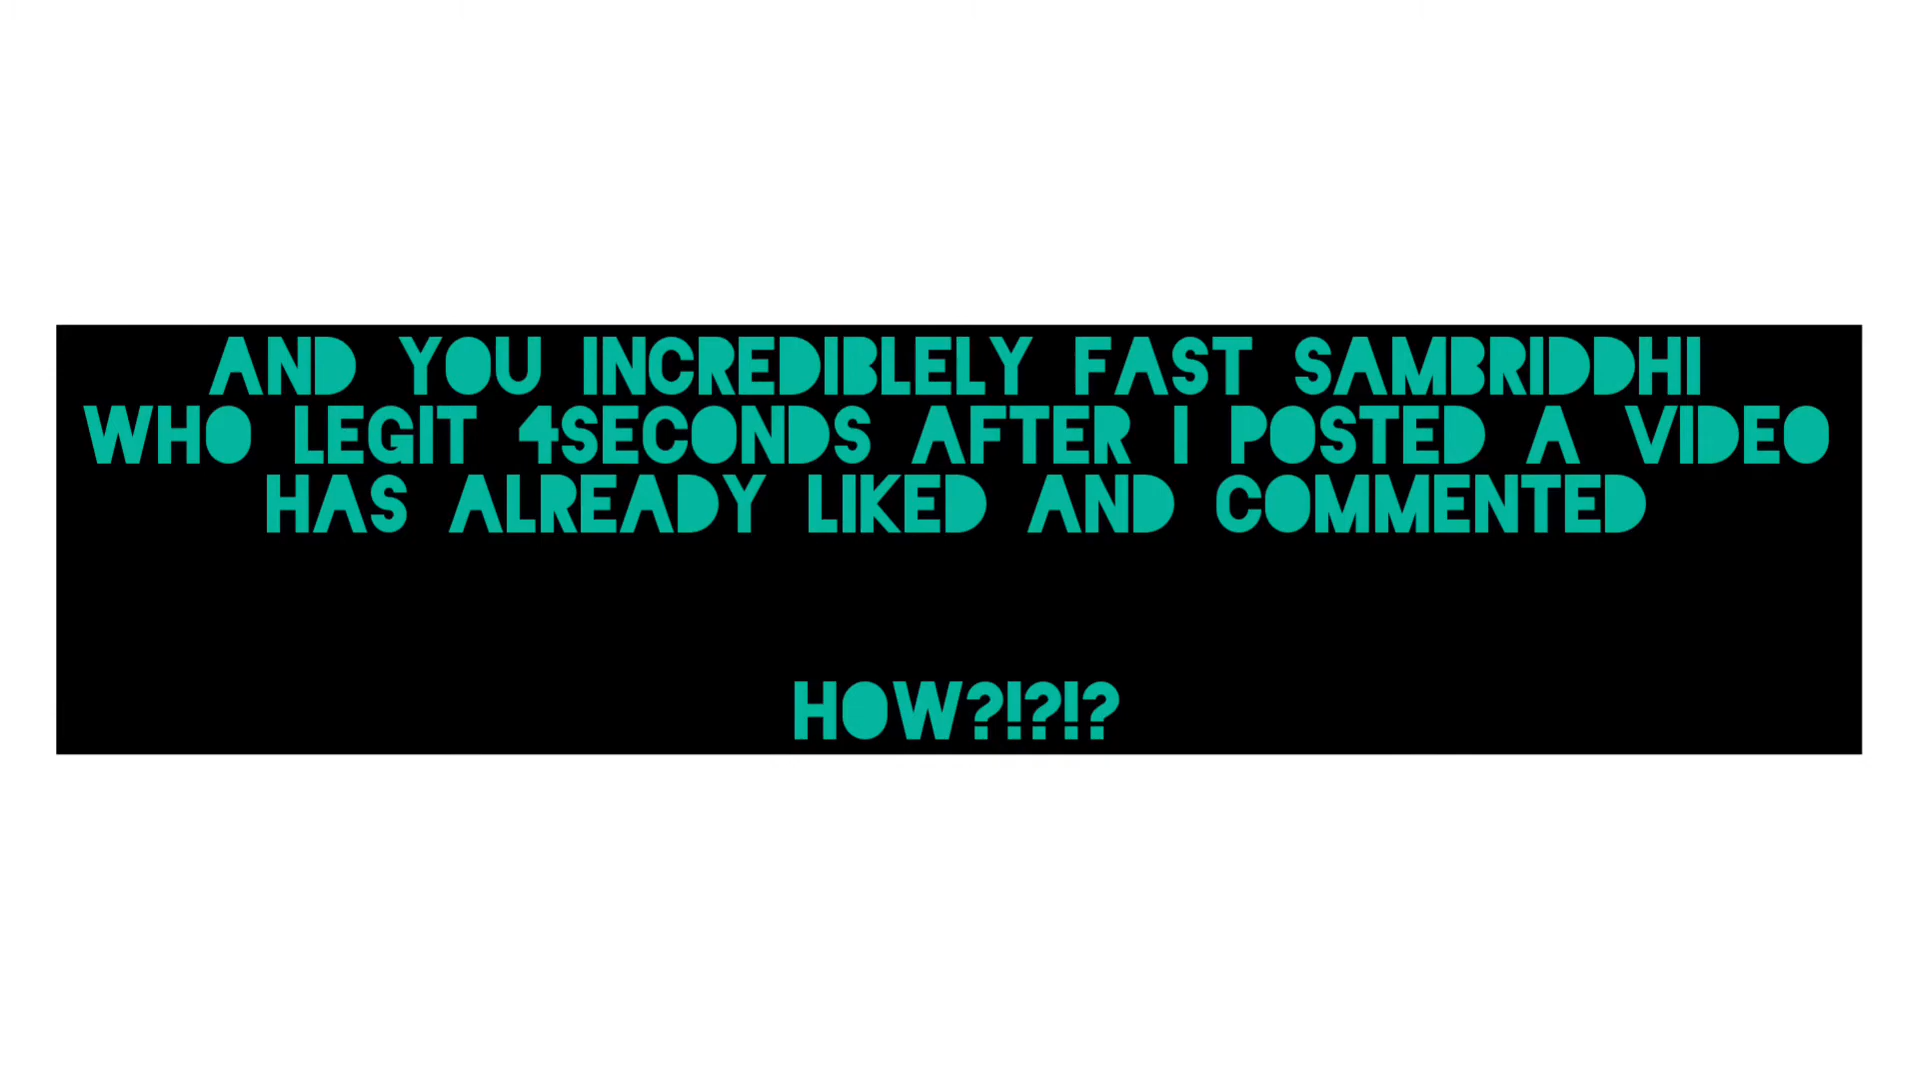 AND YOU INCREDIBLELY FAST SAMBRIDDHI
WHO LEGIT 4SECONDS AFTER I POSTED A VIDEO
HAS ALREADY LIKED AND COMMENTED
HOW?!?!?